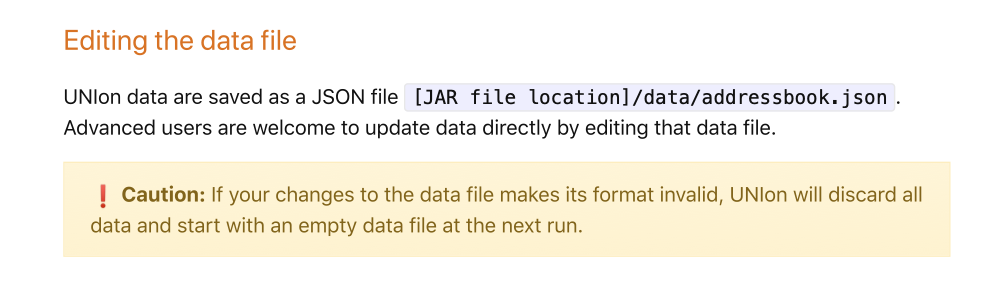 Editing the data file
UNIon data are saved as a JSON file [JAR file location]/data/addressbook.json.
Advanced users are welcome to update data directly by editing that data file.
❗ Caution: If your changes to the data file makes its format invalid, UNIon will discard all
data and start with an empty data file at the next run.